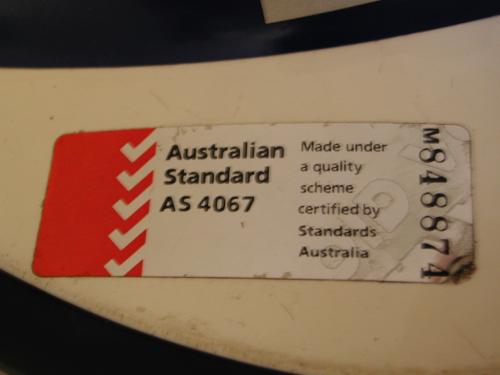 Australian
Standard
AS 4067
Made under
a quality
scheme
certified by
Standards
Australia
M848874